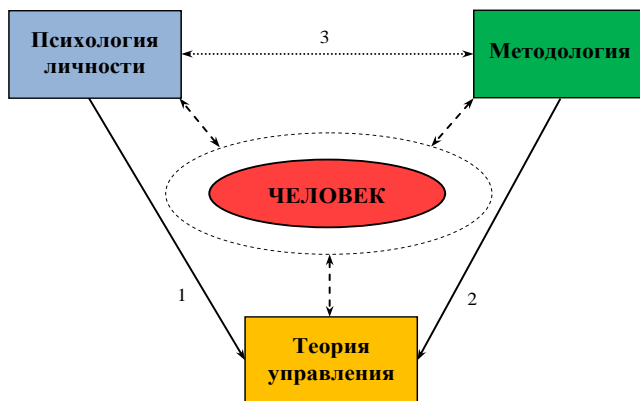 Психология
личности
3
Методология
ЧЕЛОВЕК
1
2
Теория
управления